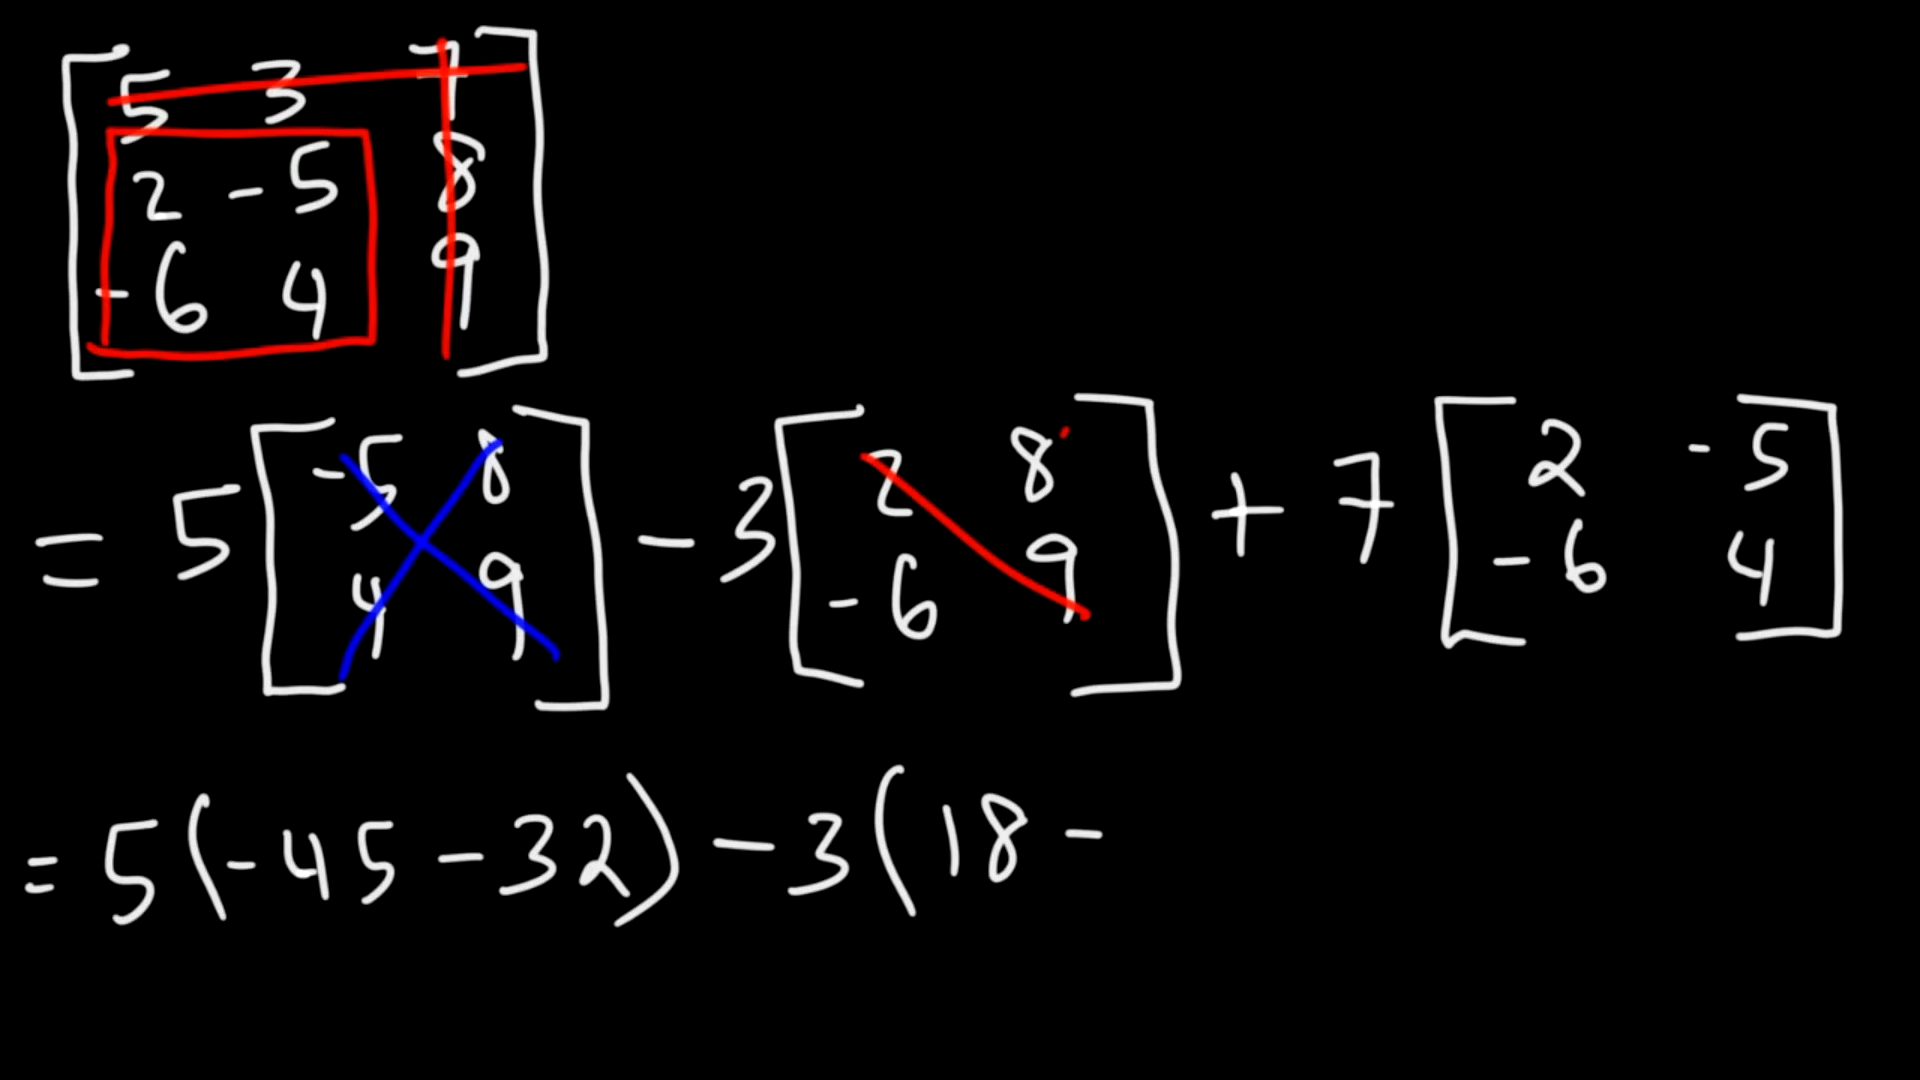 [ 5 3 7 ]
[ 2 -5 8 ]
[ -6 4 9 ]
= 5 [ -5 8 ] - 3 [ 2 8 ] + 7 [ 2 -5 ]
[ 4 9 ] [ -6 9 ] [ -6 4 ]
= 5(-45 - 32) - 3(18 -